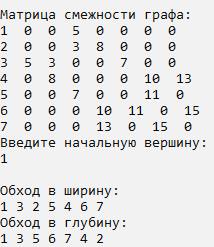 Матрица смежности графа:
1 0 0 5 0 0 0 0
2 0 0 3 8 0 0 0
3 5 3 0 0 7 0 0
4 0 8 0 0 0 10 13
5 0 0 7 0 0 11 0
6 0 0 0 10 11 0 15
7 0 0 0 13 0 15 0
Введите начальную вершину:
1
Обход в ширину:
1 3 2 5 4 6 7
Обход в глубину:
1 3 5 6 7 4 2